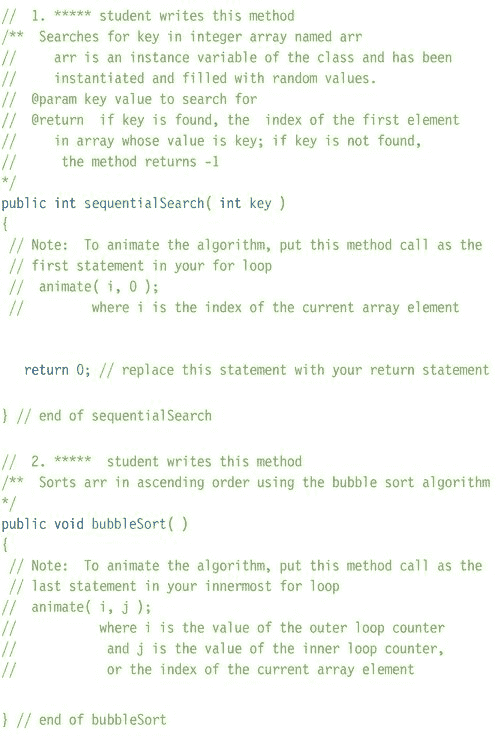 //  1. ***** student writes this method
/**  Searches for key in integer array named arr
//     arr is an instance variable of the class and has been
//     instantiated and filled with random values.
//  @param key value to search for
//  @return  if key is found, the  index of the first element
//     in array whose value is key; if key is not found,
//      the method returns -1
*/
public int sequentialSearch( int key )
{
 // Note:  To animate the algorithm, put this method call as the
 // first statement in your for loop
 //  animate( i, 0 );
 //          where i is the index of the current array element
   return 0; // replace this statement with your return statement
} // end of sequentialSearch
//  2. *****  student writes this method
/**  Sorts arr in ascending order using the bubble sort algorithm
*/
public void bubbleSort( )
{
 // Note:  To animate the algorithm, put this method call as the
 // last statement in your innermost for loop
//  animate( i, j );
//           where i is the value of the outer loop counter
//            and j is the value of the inner loop counter,
//            or the index of the current array element
} // end of bubbleSort